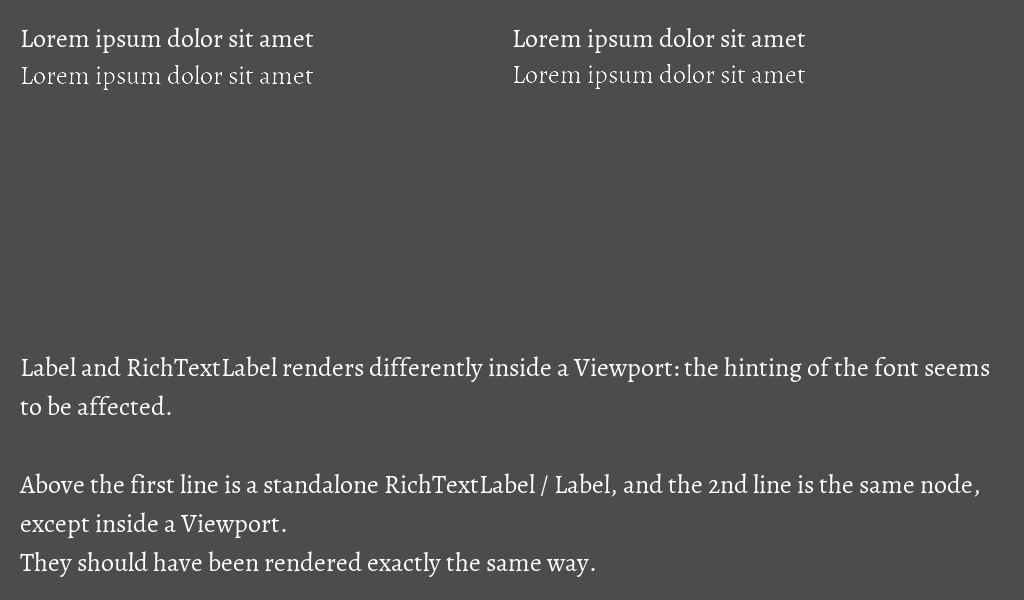 Lorem ipsum dolor sit amet
Lorem ipsum dolor sit amet
Lorem ipsum dolor sit amet
Lorem ipsum dolor sit amet
Label and RichTextLabel renders differently inside a Viewport: the hinting of the font seems
to be affected.
Above the first line is a standalone RichTextLabel / Label, and the 2nd line is the same node,
except inside a Viewport.
They should have been rendered exactly the same way.